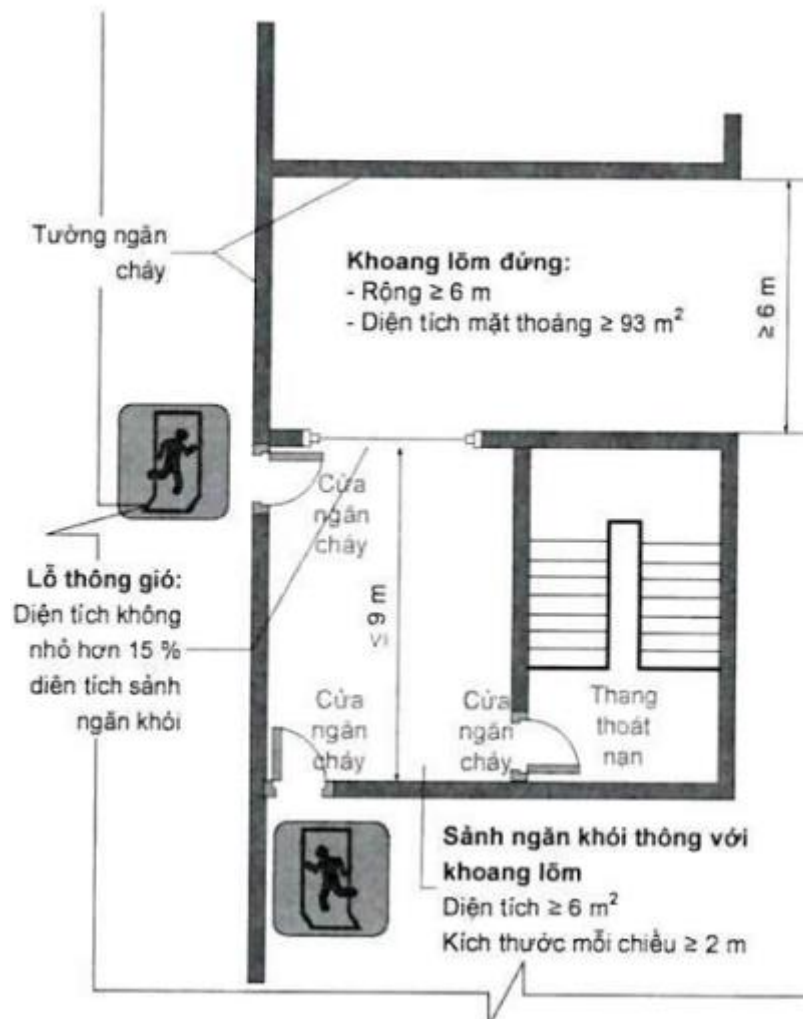 Tường ngăn
cháy
Khoang lõm đứng:
- Rộng ≥ 6 m
- Diện tích mặt thoáng ≥ 93 m²
≥ 6 m
Cửa
ngăn
cháy
Lỗ thông gió:
Diện tích không
nhỏ hơn 15 %
diện tích sảnh
ngăn khói
≤ 9 m
Cửa
ngăn
cháy
Cửa
ngăn
cháy
Thang
thoát
nạn
Sảnh ngăn khói thông với
khoang lõm
Diện tích ≥ 6 m²
Kích thước mỗi chiều ≥ 2 m